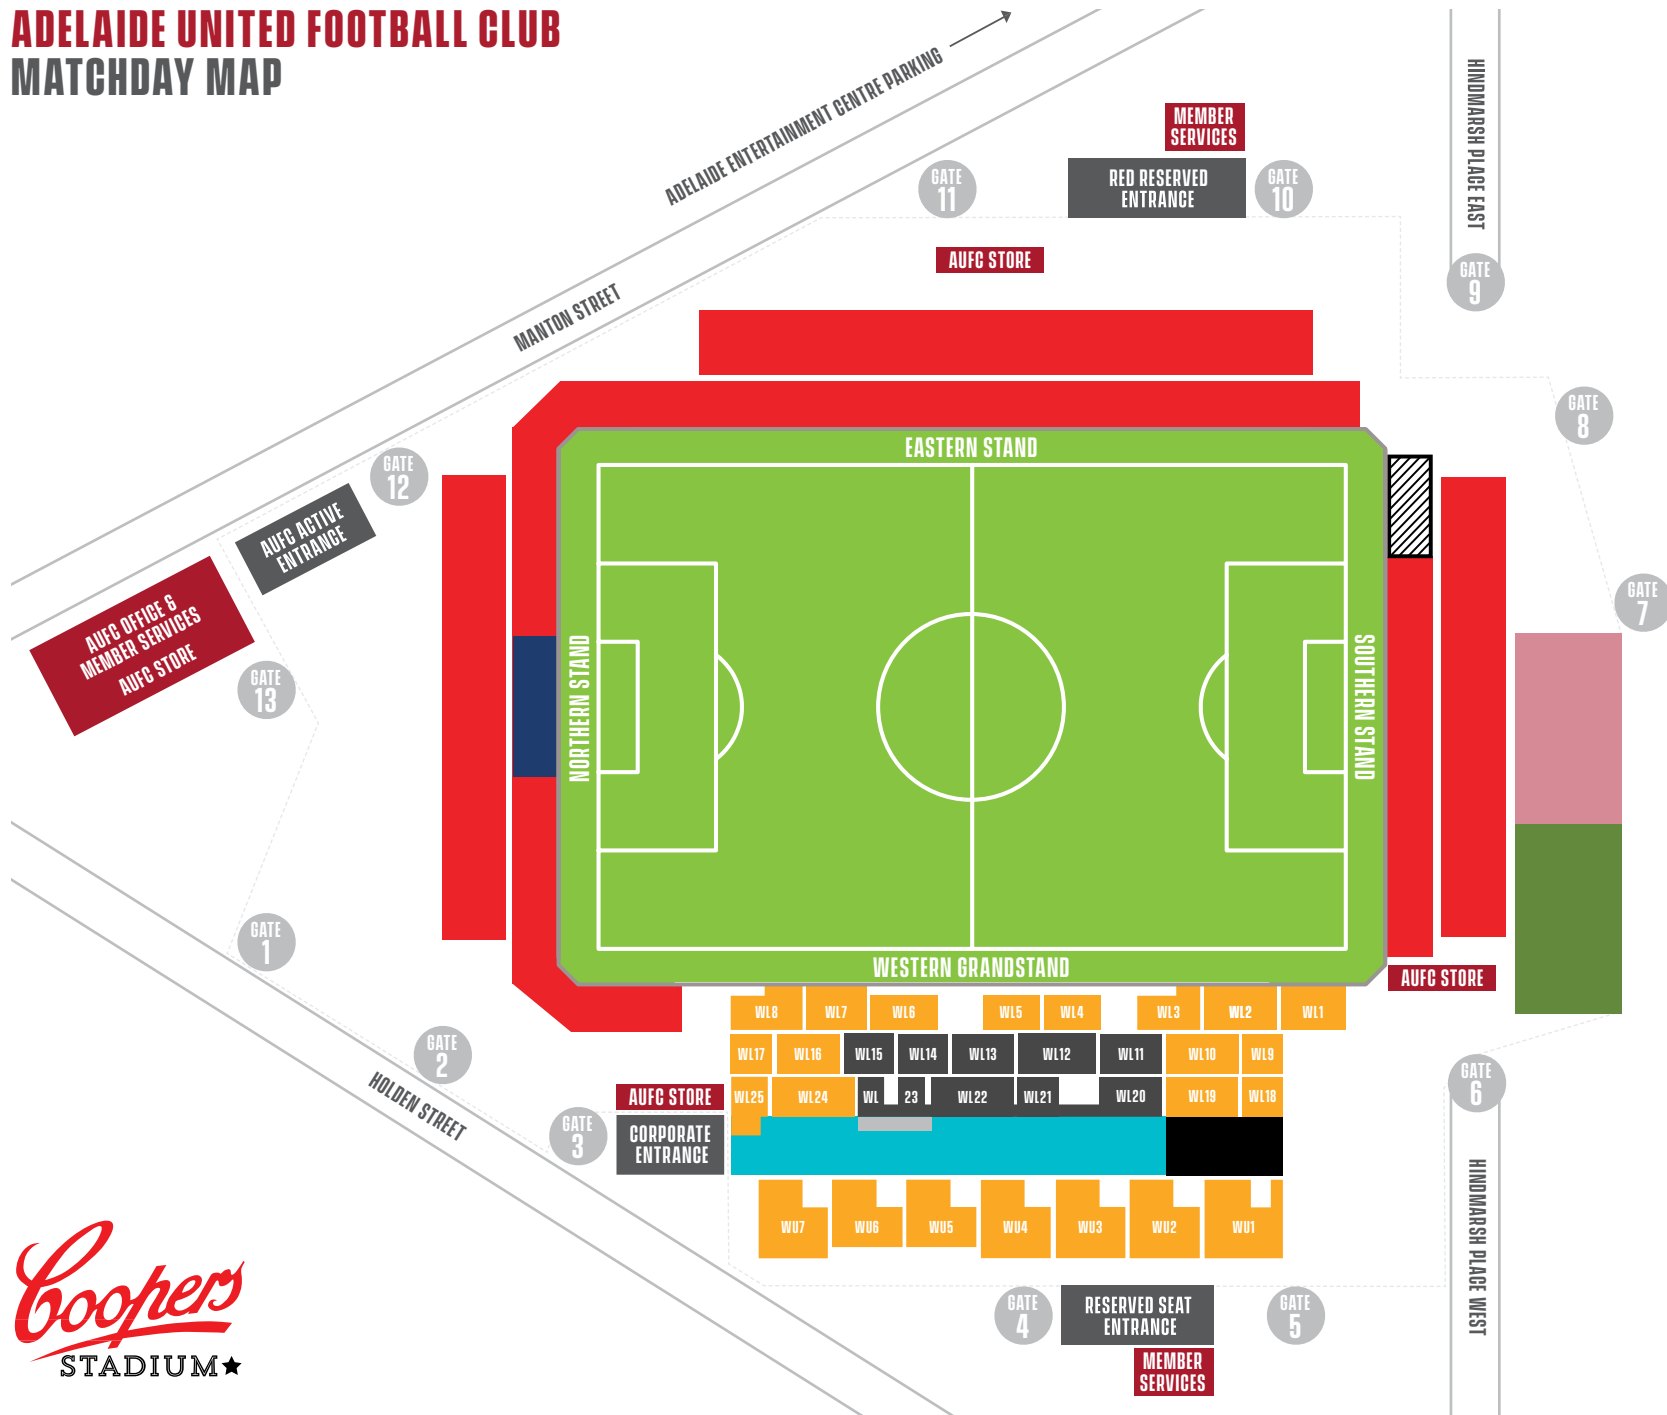 ADELAIDE UNITED FOOTBALL CLUB
MATCHDAY MAP
ADELAIDE ENTERTAINMENT CENTRE PARKING
MANTON STREET
HINDMARSH PLACE EAST
MEMBER
SERVICES
RED RESERVED
ENTRANCE
GATE
11
GATE
10
GATE
9
AUFC STORE
GATE
8
GATE
7
GATE
12
AUFC ACTIVE
ENTRANCE
AUFC OFFICE &
MEMBER SERVICES
AUFC STORE
GATE
13
EASTERN STAND
NORTHERN STAND
SOUTHERN STAND
WESTERN GRANDSTAND
GATE
1
GATE
2
HOLDEN STREET
GATE
3
AUFC STORE
CORPORATE
ENTRANCE
AUFC STORE
WL8
WL7
WL6
WL5
WL4
WL3
WL2
WL1
WL17
WL16
WL15
WL14
WL13
WL12
WL11
WL10
WL9
WL25
WL24
WL 23
WL22
WL21
WL20
WL19
WL18
WU7
WU6
WU5
WU4
WU3
WU2
WU1
GATE
6
HINDMARSH PLACE WEST
GATE
4
RESERVED SEAT
ENTRANCE
GATE
5
MEMBER
SERVICES
Coopers
STADIUM